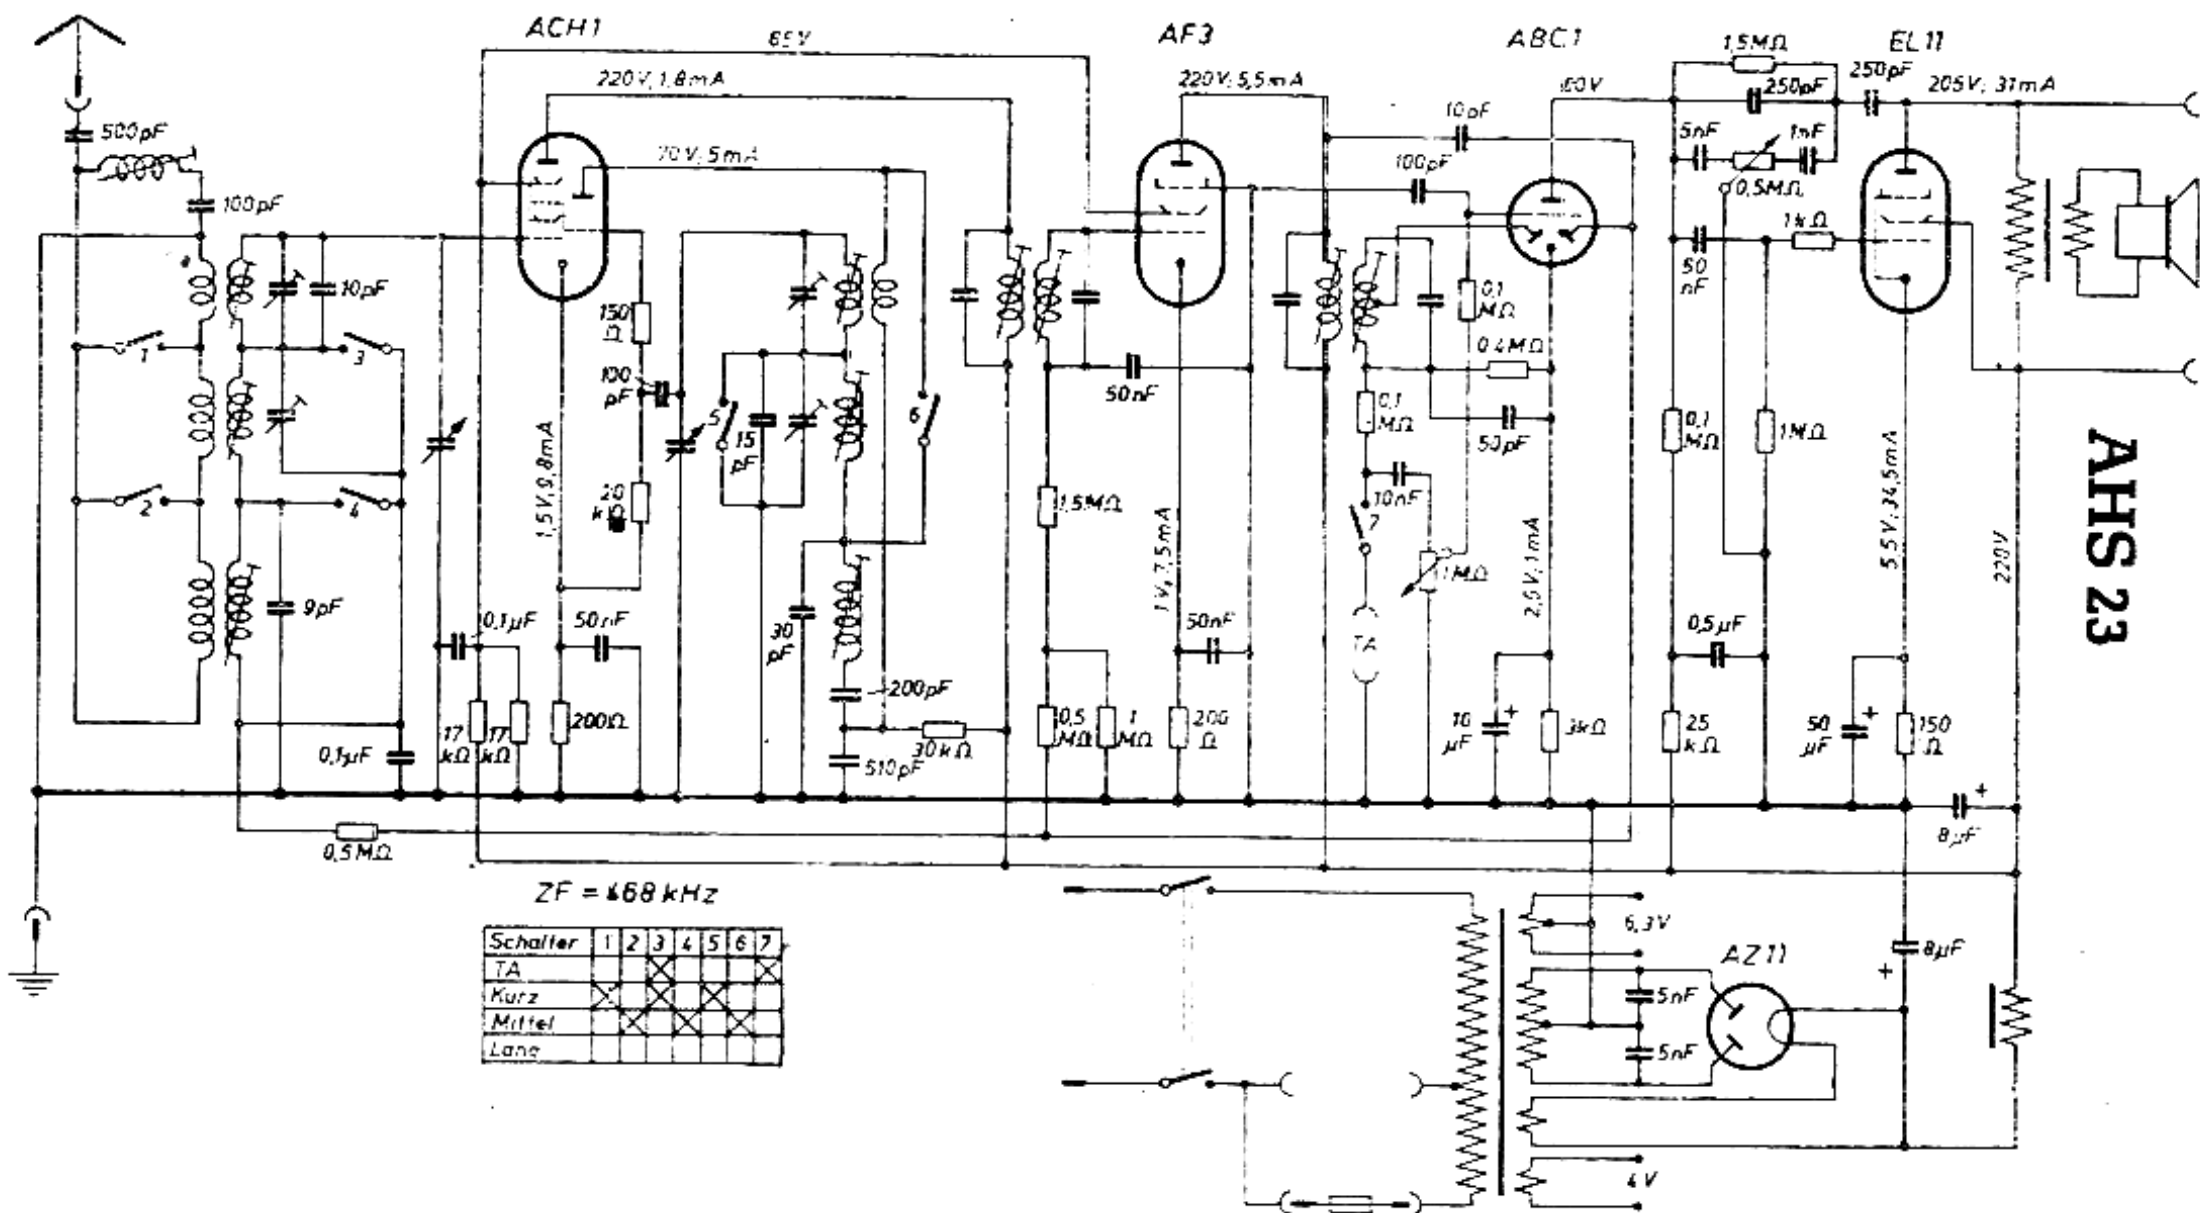 ACH1
AF3
ABC1
EL11
65V
220V, 1,8mA
70V; 5mA
220V; 5,5mA
60V
205V; 31mA
1,5MΩ
250pF
250pF
5nF
1nF
0,5MΩ
500pF
100pF
10pF
10pF
100pF
50
nF
1kΩ
150
Ω
100
pF
20
kΩ
15
pF
1
2
3
4
5
6
7
50nF
0,1
MΩ
0,4MΩ
0,1
MΩ
50pF
10nF
0,1
MΩ
1MΩ
1,5MΩ
1MΩ
1,5V, 9,8mA
1V, 7,5mA
1mA
5,5V; 34,5mA
220V
AHS 23
9pF
0,1µF
50nF
30
pF
200pF
50nF
TA
0,5µF
0,1µF
17
kΩ
17
kΩ
200Ω
510pF
30kΩ
0,5
MΩ
1
MΩ
200
Ω
10
µF
+
3kΩ
25
kΩ
50
µF
+
150
Ω
+
8µF
0,5MΩ
ZF = 468 kHz
Schalter 1 2 3 4 5 6 7
TA
Kurz
Mittel
Lang
6,3V
AZ11
5nF
5nF
+
8µF
4V